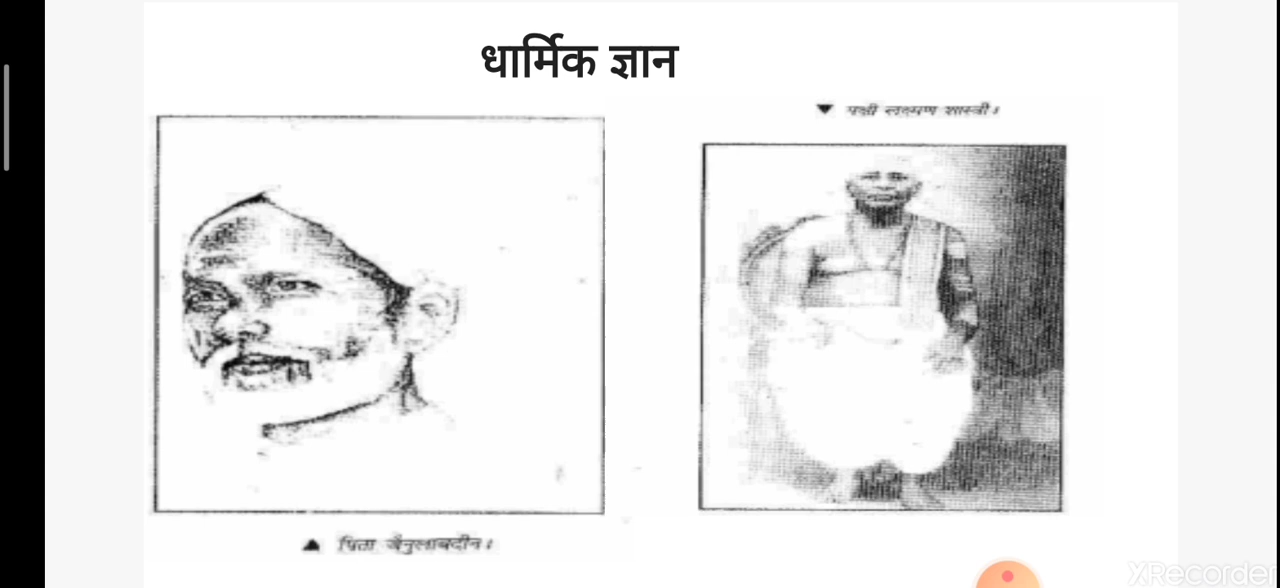 धार्मिक ज्ञान
▼ पक्षी लक्ष्मण शास्त्री।
▲ पिता जैनुलाबदीन।
XRecorder